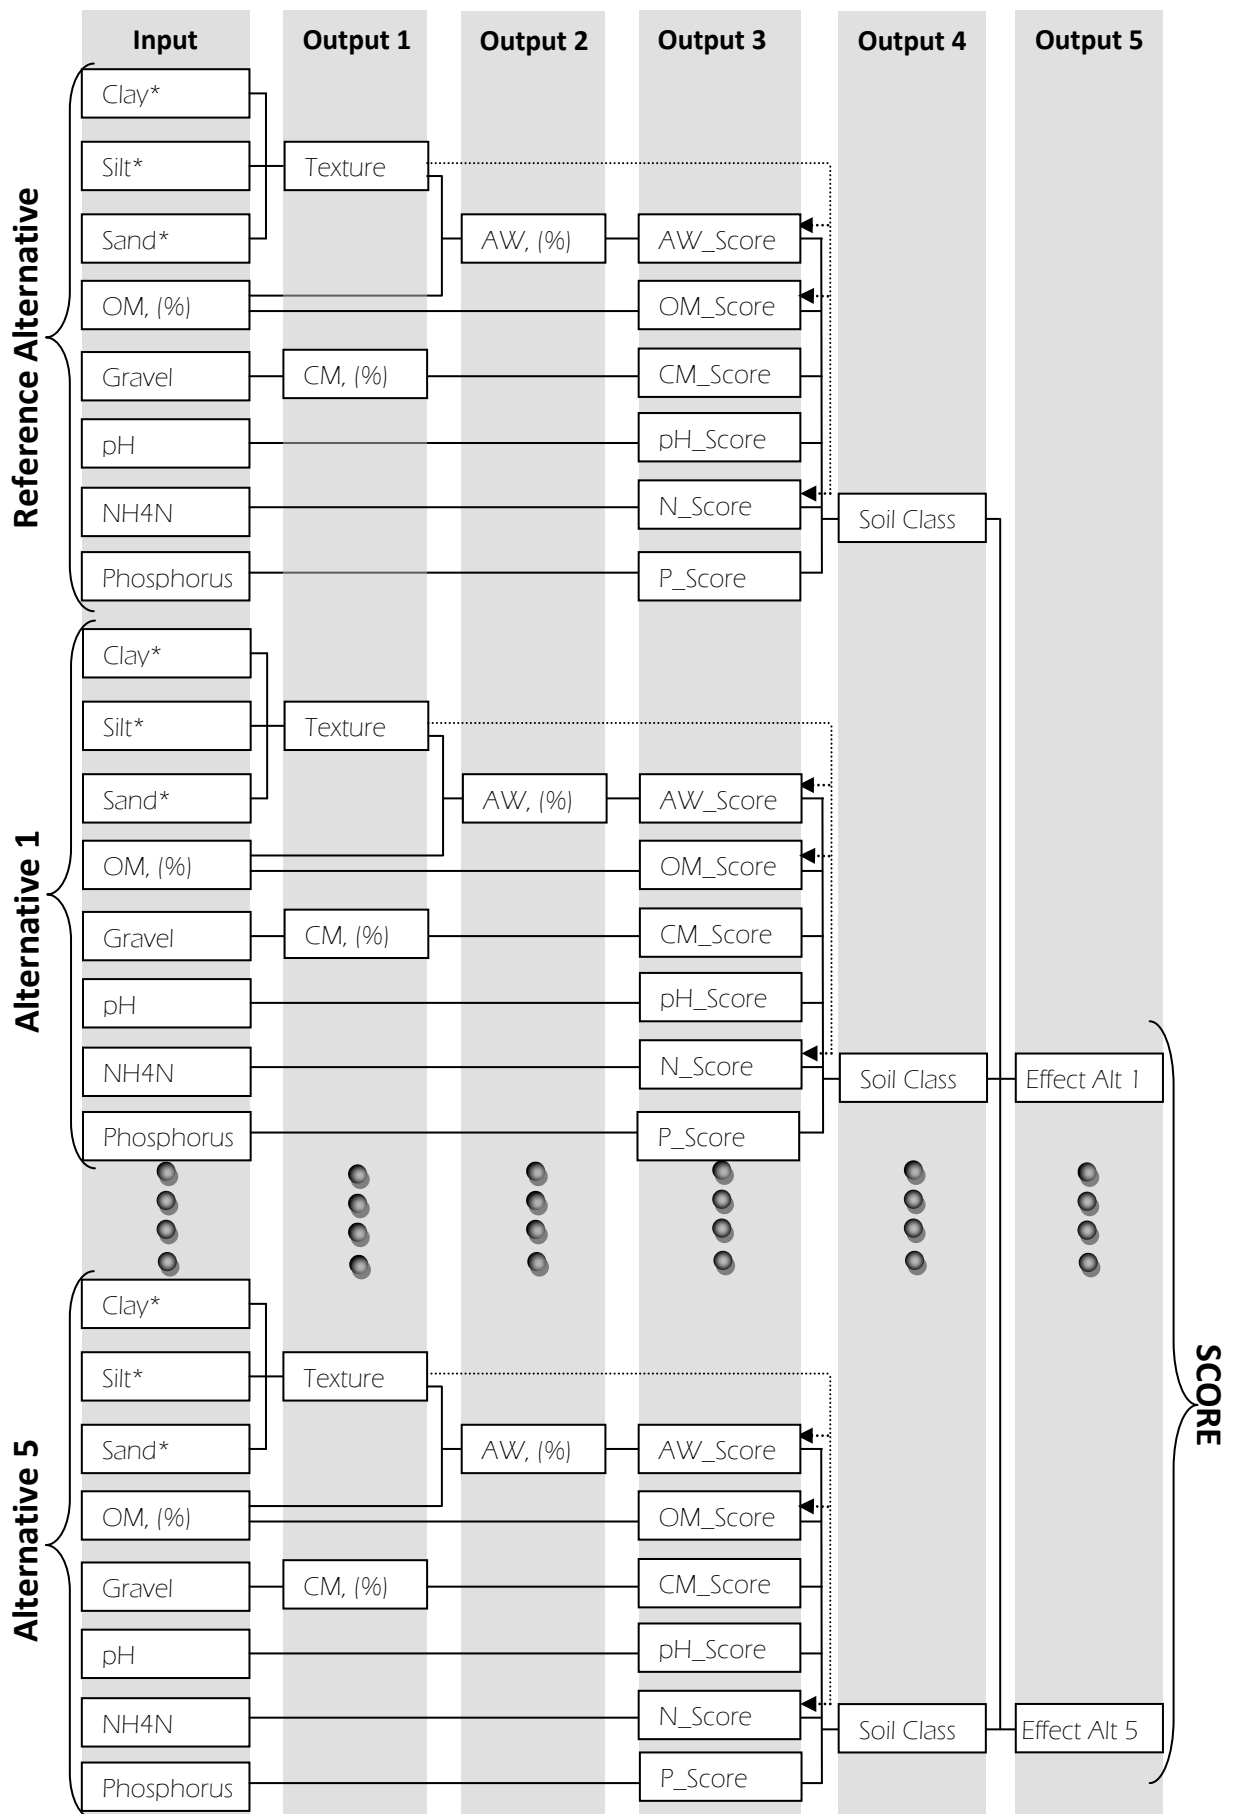 Input Output 1 Output 2 Output 3 Output 4 Output 5
Reference Alternative
Clay*
Silt* Texture
Sand* AW, (%) AW_Score
OM, (%) OM_Score
Gravel CM, (%) CM_Score
pH pH_Score
NH4N N_Score Soil Class
Phosphorus P_Score
Alternative 1
Clay*
Silt* Texture
Sand* AW, (%) AW_Score
OM, (%) OM_Score
Gravel CM, (%) CM_Score
pH pH_Score
NH4N N_Score Soil Class Effect Alt 1
Phosphorus P_Score
Alternative 5
Clay*
Silt* Texture
Sand* AW, (%) AW_Score
OM, (%) OM_Score
Gravel CM, (%) CM_Score
pH pH_Score
NH4N N_Score Soil Class Effect Alt 5
Phosphorus P_Score
SCORE